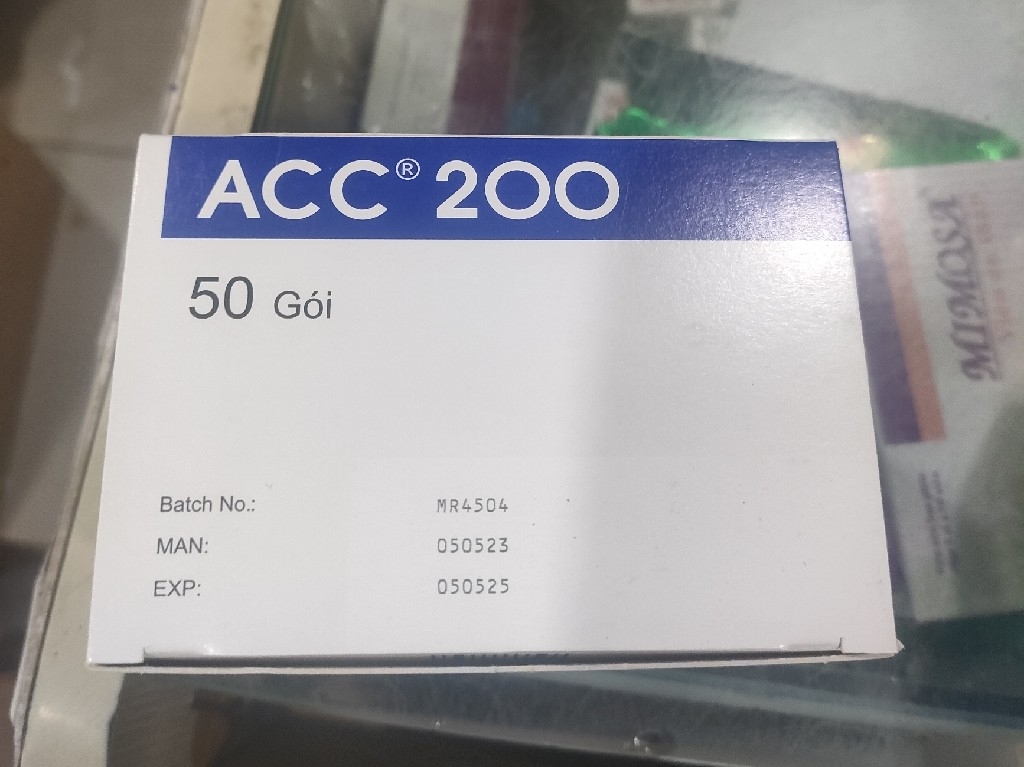 ACC® 200
50 Gói
Batch No.: MR4504
MAN: 050523
EXP: 050525
MIMOSA